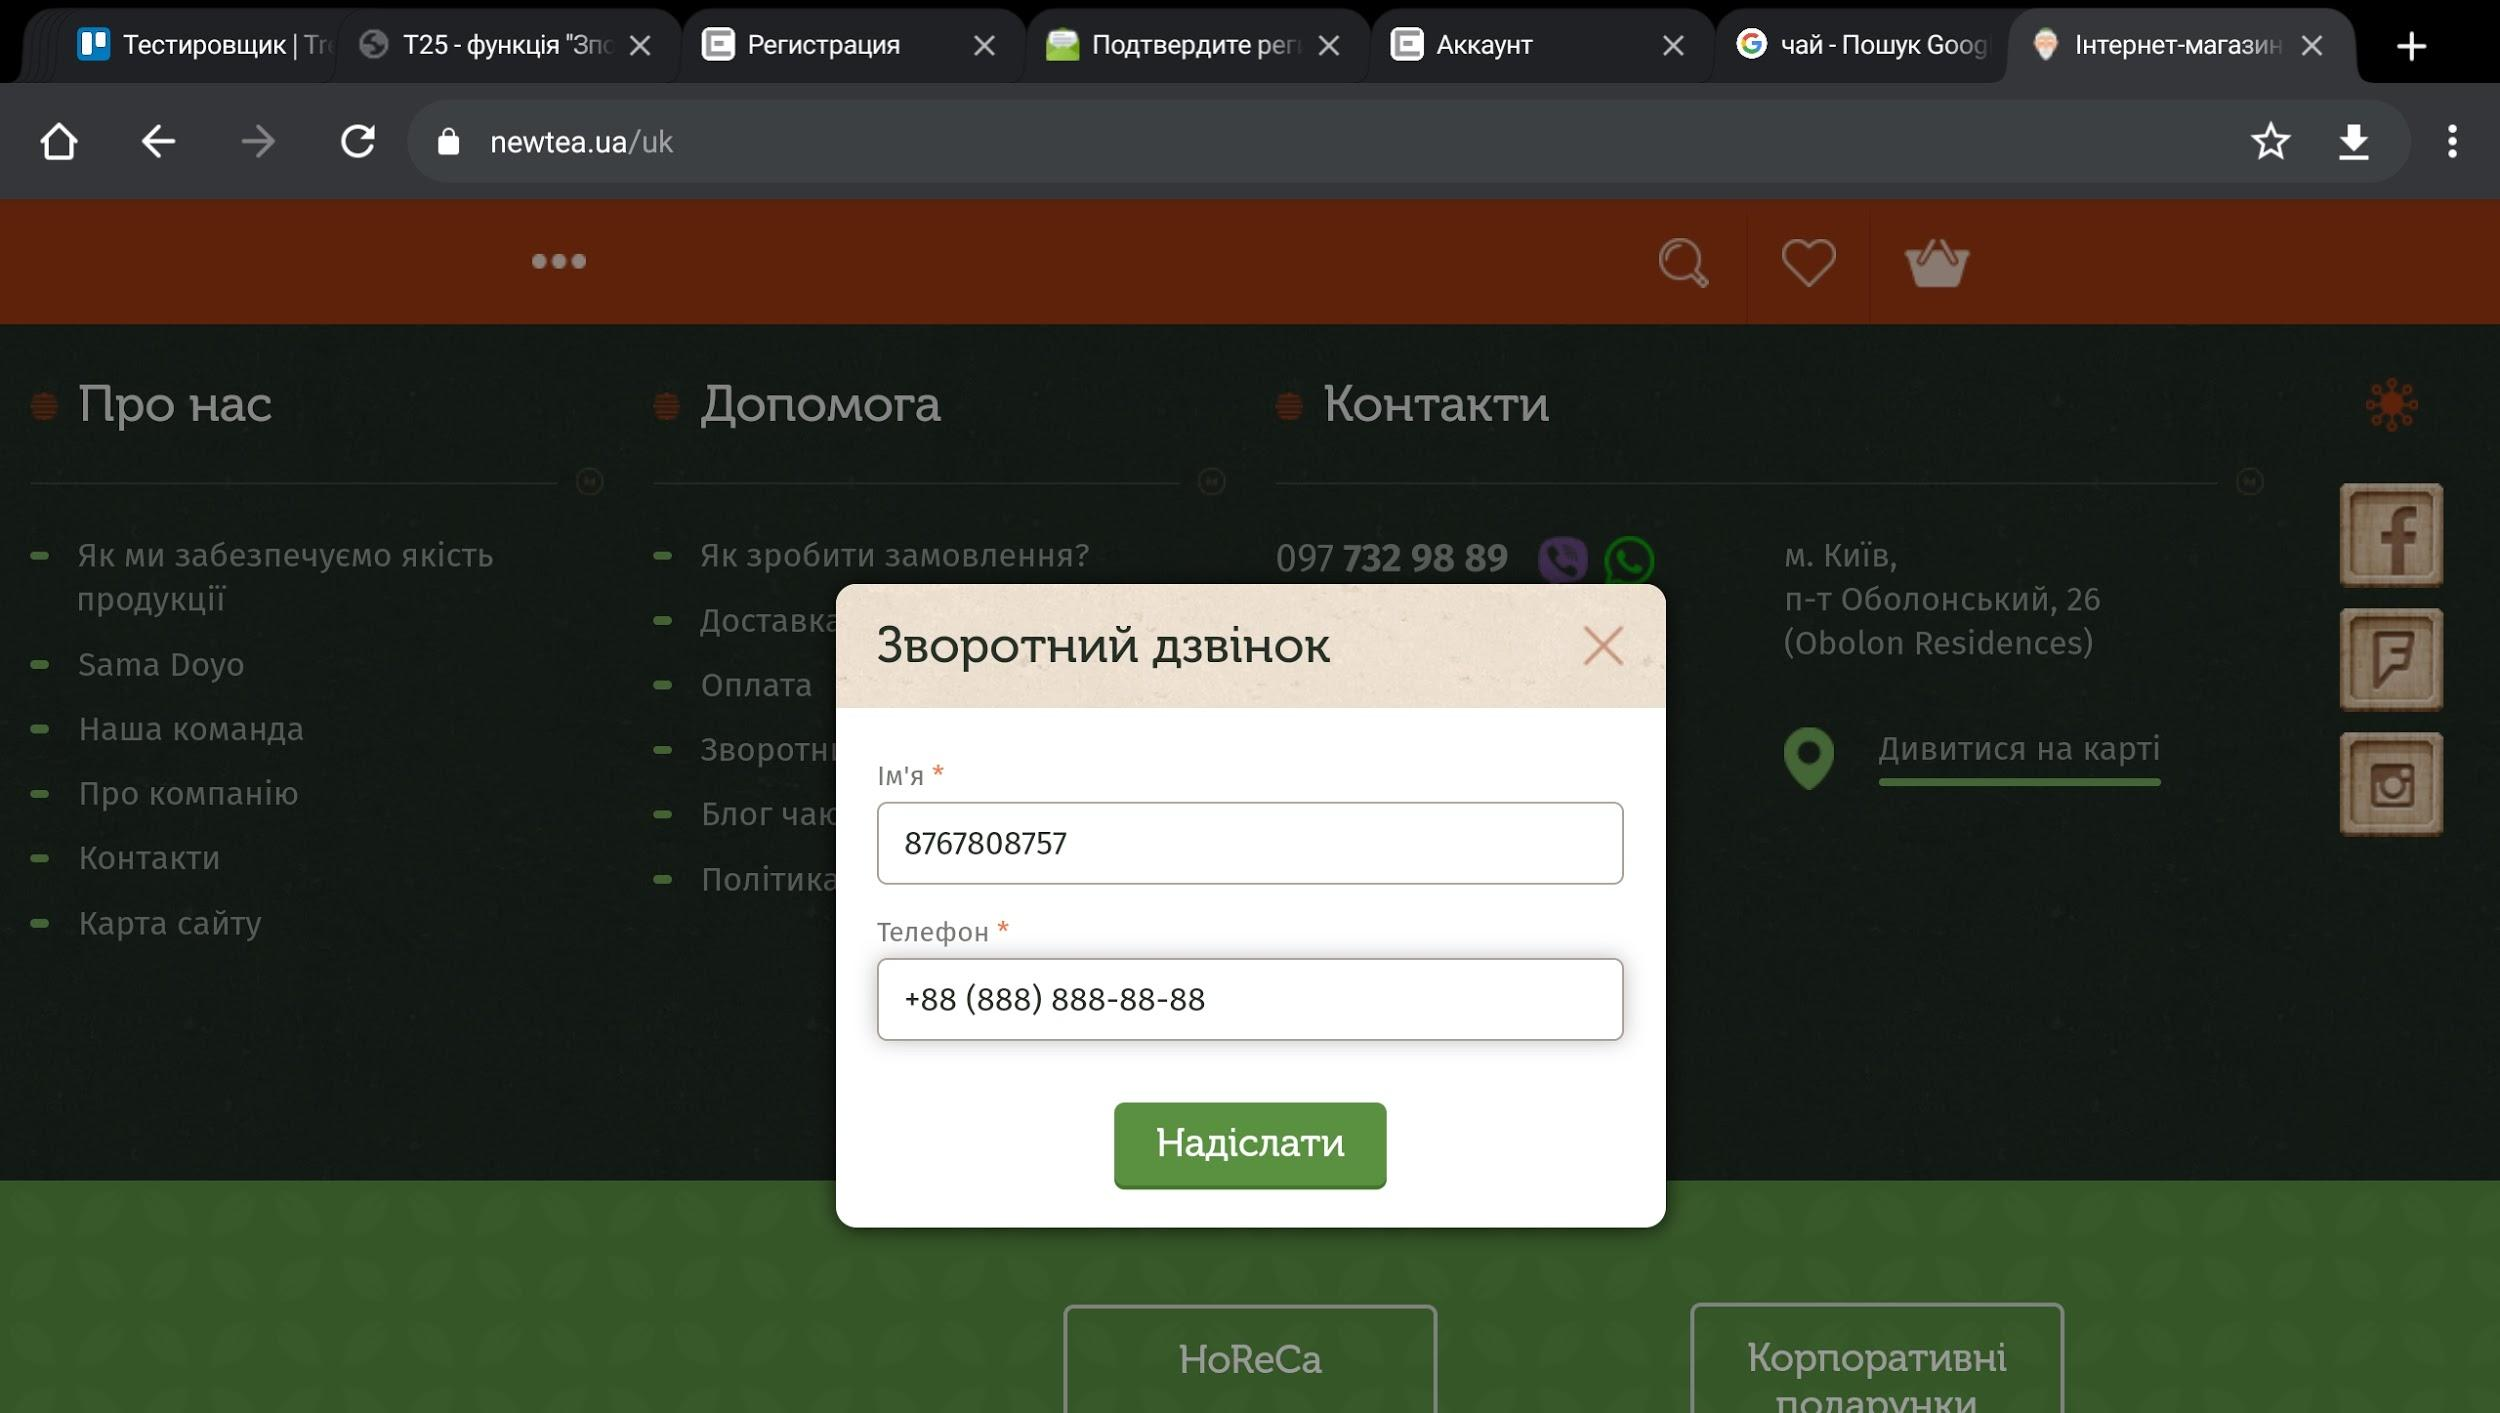 Тестировщик | Tre
T25 - функція "Зпо
Регистрация
Подтвердите рег
Аккаунт
чай - Пошук Goog
Інтернет-магазин
newtea.ua/uk
Про нас
Допомога
Контакти
Як ми забезпечуємо якість
продукції
Sama Doyo
Наша команда
Про компанію
Контакти
Карта сайту
Як зробити замовлення?
Доставка
Оплата
Зворотн
Блог чаю
Політика
097 732 98 89
м. Київ,
п-т Оболонський, 26
(Obolon Residences)
Дивитися на карті
Зворотний дзвінок
Ім'я *
8767808757
Телефон *
+88 (888) 888-88-88
Надіслати
HoReCa
Корпоративні
подарунки